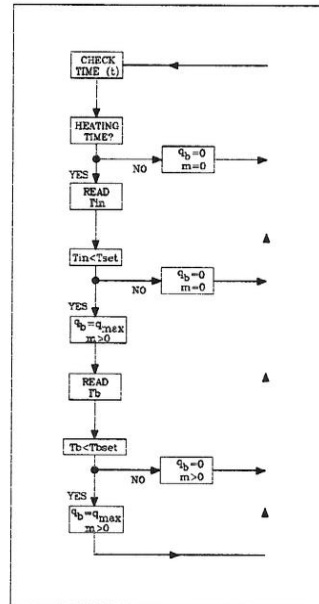 CHECK
TIME (t)
HEATING
TIME?
YES
NO
q_b=0
m=0
READ
Tin
Tin<Tset
YES
NO
q_b=0
m=0
q_b=q_max
m>0
READ
Tb
Tb<Tbset
YES
NO
q_b=0
m>0
q_b=q_max
m>0